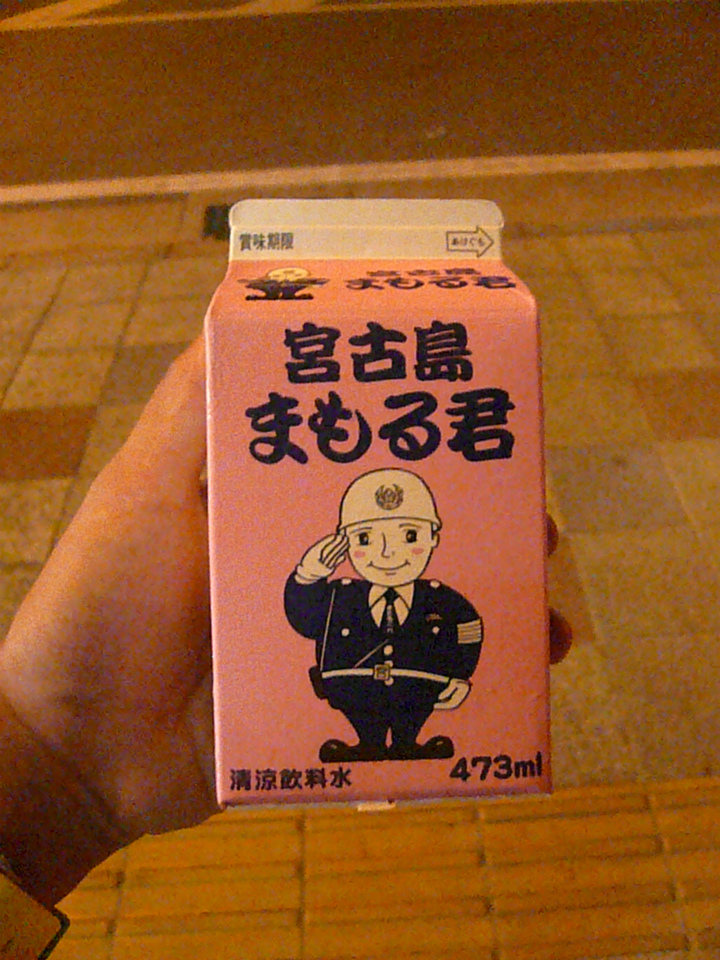 賞味期限
あけぐち
宮古島
まもる君
宮古島
まもる君
清涼飲料水
473ml